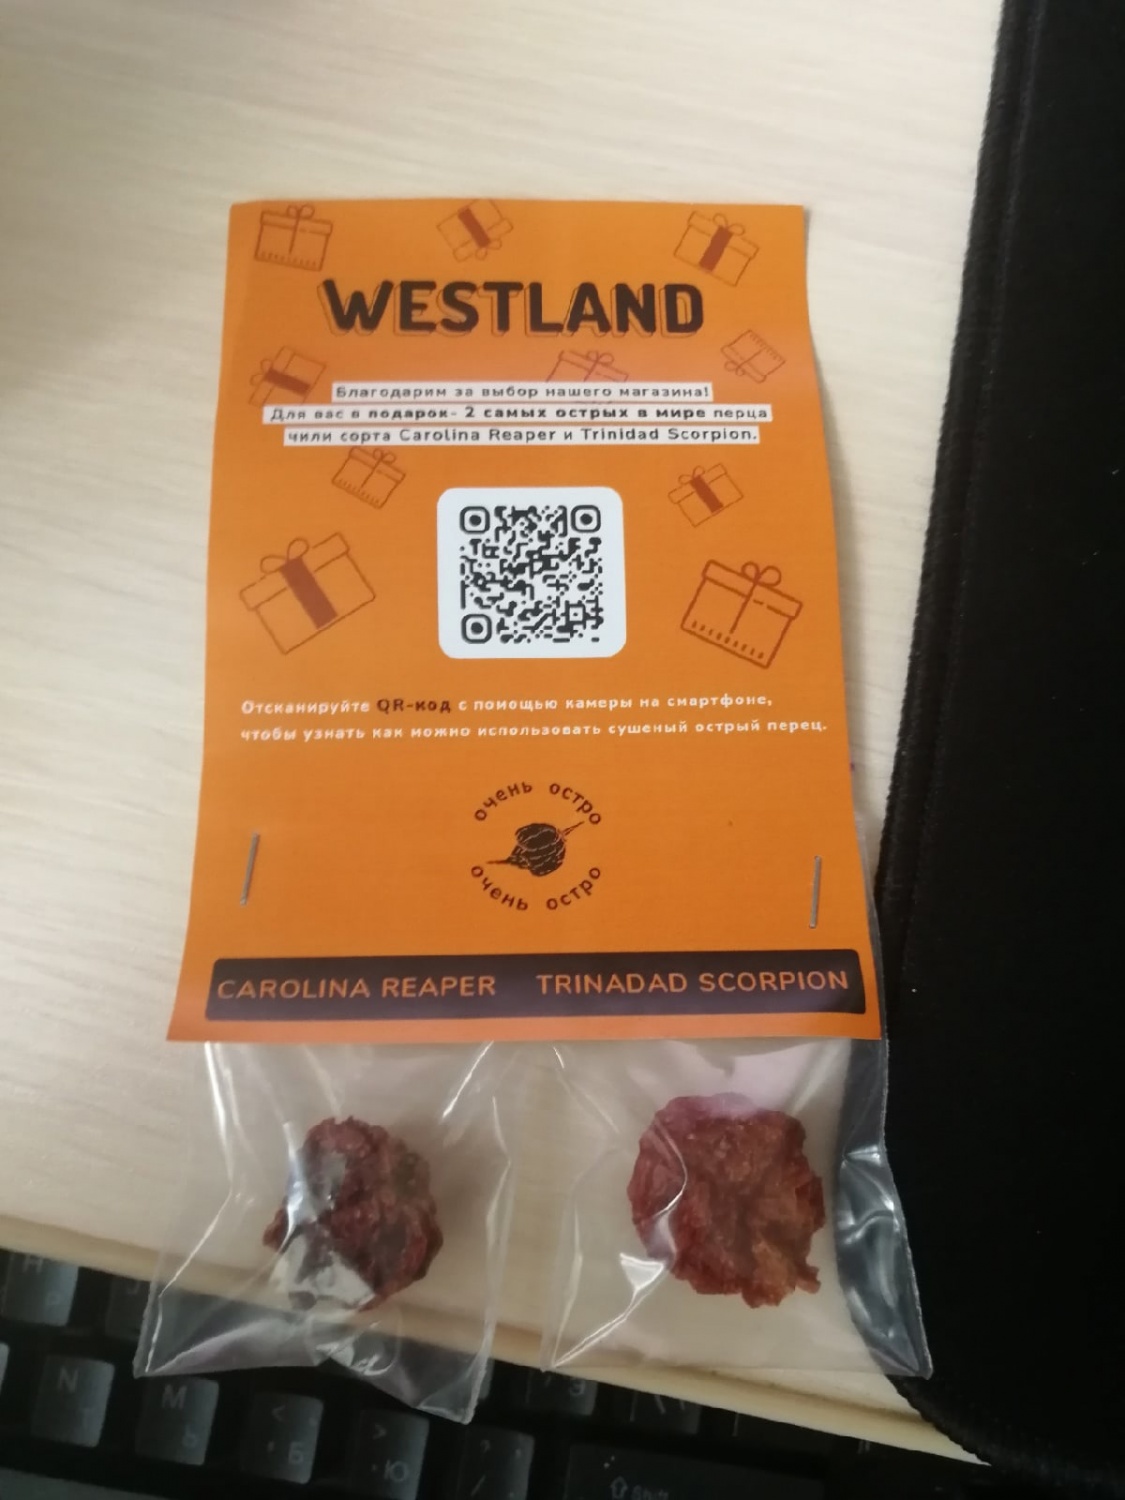 WESTLAND
Благодарим за выбор нашего магазина!
Для вас в подарок- 2 самых острых в мире перца
чили сорта Carolina Reaper и Trinidad Scorpion.
Отсканируйте QR-код с помощью камеры на смартфоне,
чтобы узнать как можно использовать сушеный острый перец.
очень остро
очень остро
CAROLINA REAPER TRINADAD SCORPION
N
M Ь
< Б
> Ю
? /
Э
shift